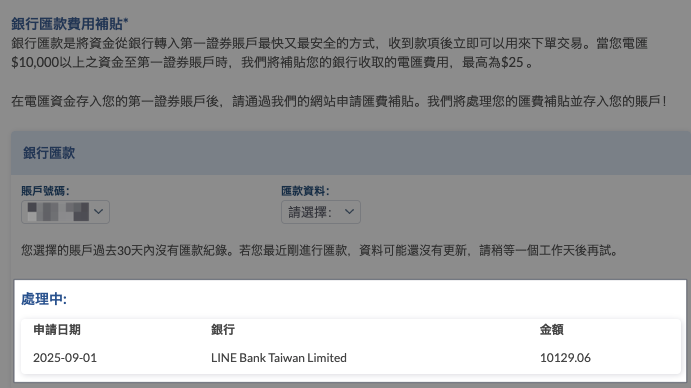 銀行匯款費用補貼*
銀行匯款是將資金從銀行轉入第一證券賬戶最快又最安全的方式，收到款項後立即可以用來下單交易。當您電匯
$10,000以上之資金至第一證券賬戶時，我們將補貼您的銀行收取的電匯費用，最高為$25。
在電匯資金存入您的第一證券賬戶後，請通過我們的網站申請匯費補貼。我們將處理您的匯費補貼並存入您的賬戶！
銀行匯款
賬戶號碼：
匯款資料：
請選擇：
您選擇的賬戶過去30天內沒有匯款紀錄。若您最近剛進行匯款，資料可能還沒有更新，請稍等一個工作天後再試。
處理中:
申請日期 銀行 金額
2025-09-01 LINE Bank Taiwan Limited 10129.06